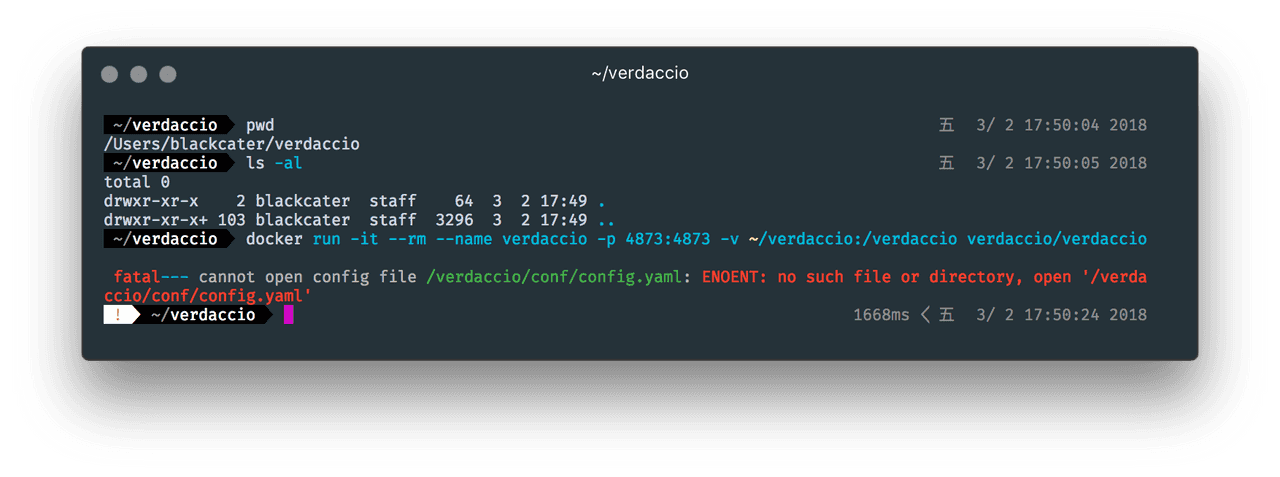 ~/verdaccio
~/verdaccio pwd 五 3/ 2 17:50:04 2018
/Users/blackcater/verdaccio
~/verdaccio ls -al 五 3/ 2 17:50:05 2018
total 0
drwxr-xr-x 2 blackcater staff 64 3 2 17:49 .
drwxr-xr-x+ 103 blackcater staff 3296 3 2 17:49 ..
~/verdaccio docker run -it --rm --name verdaccio -p 4873:4873 -v ~/verdaccio:/verdaccio verdaccio/verdaccio
fatal--- cannot open config file /verdaccio/conf/config.yaml: ENOENT: no such file or directory, open '/verda
ccio/conf/config.yaml'
! ~/verdaccio 1668ms < 五 3/ 2 17:50:24 2018